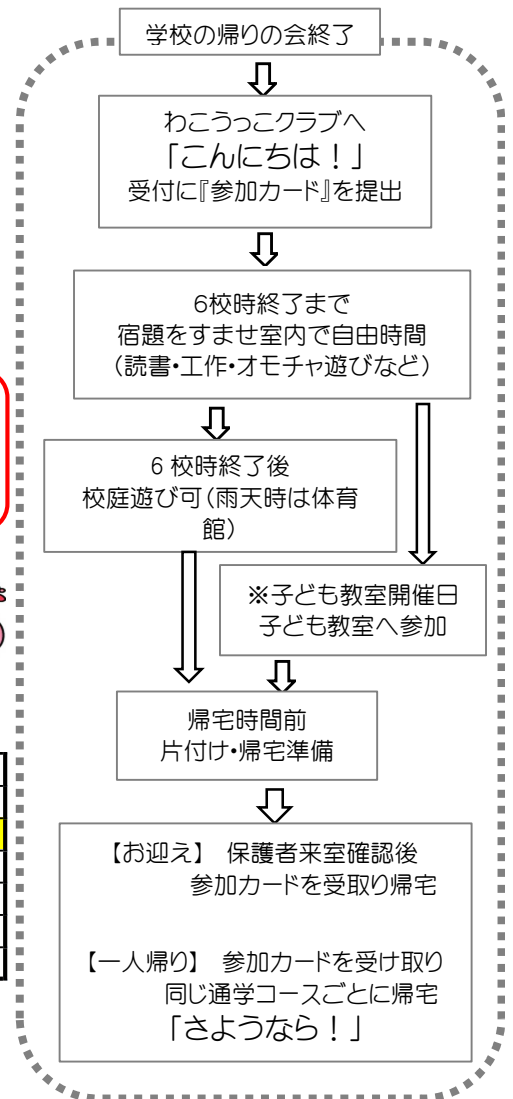 学校の帰りの会終了
わこうっこクラブへ
「こんにちは！」
受付に『参加カード』を提出
6校時終了まで
宿題をすませ室内で自由時間
（読書・工作・オモチャ遊びなど）
6校時終了後
校庭遊び可（雨天時は体育
館）
※子ども教室開催日
子ども教室へ参加
帰宅時間前
片付け・帰宅準備
【お迎え】 保護者来室確認後
参加カードを受取り帰宅
【一人帰り】 参加カードを受け取り
同じ通学コースごとに帰宅
「さようなら！」